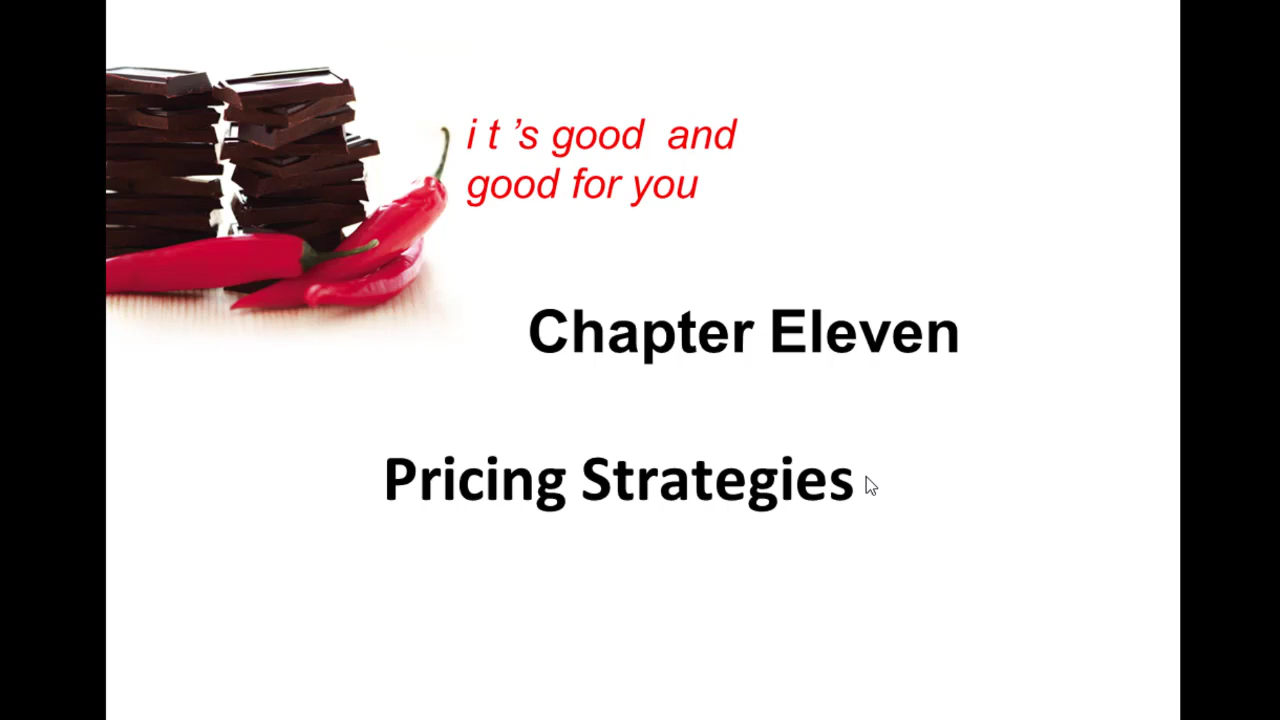 i t ’s good and
good for you
Chapter Eleven
Pricing Strategies